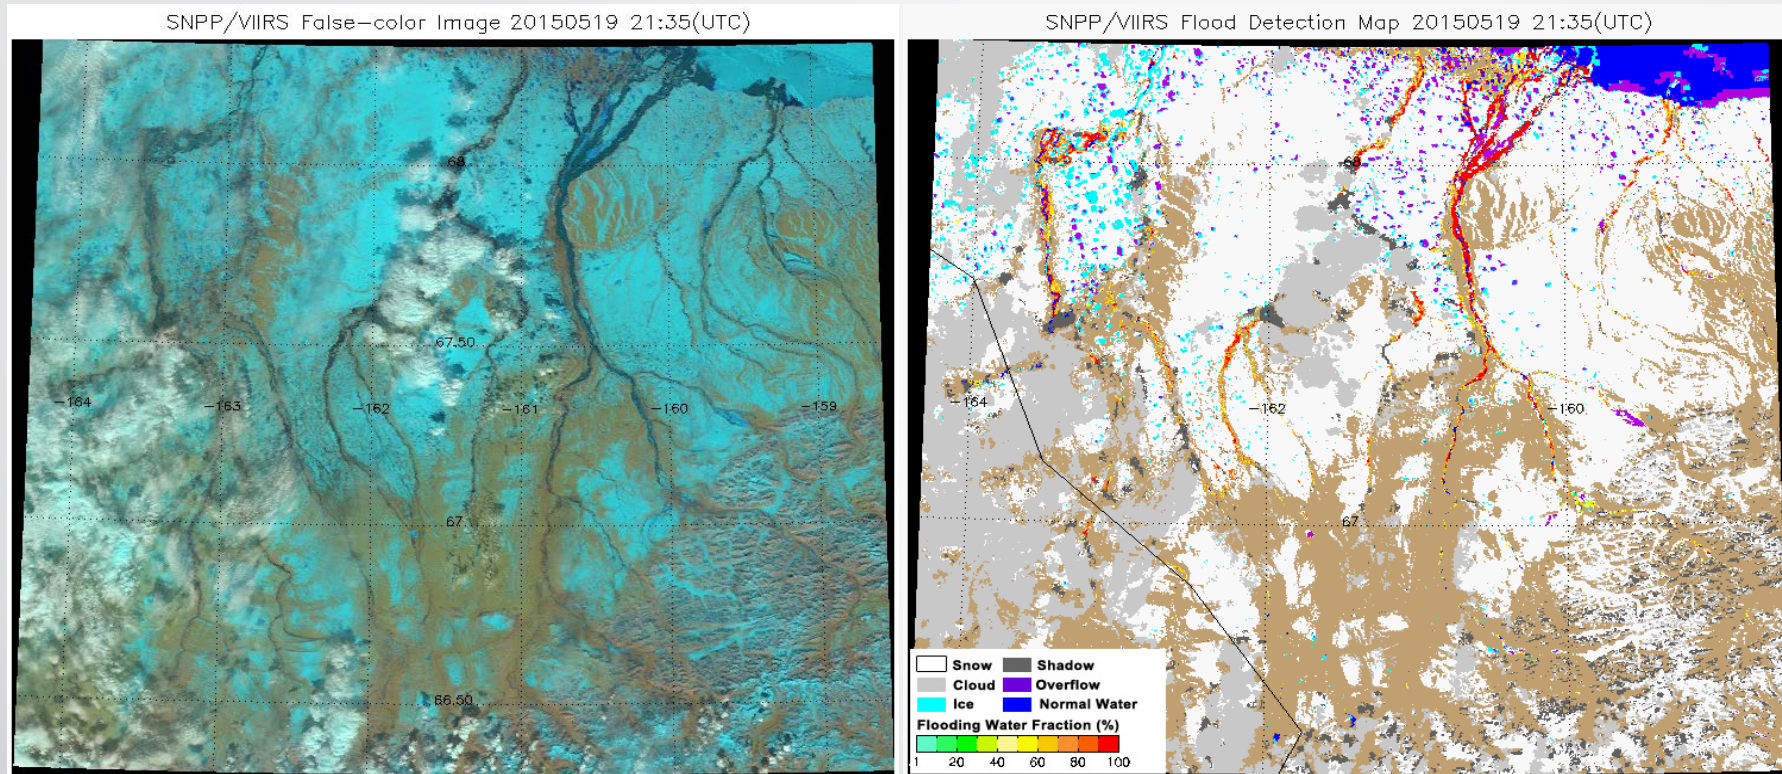 SNPP/VIIRS False-color Image 20150519 21:35(UTC)
SNPP/VIIRS Flood Detection Map 20150519 21:35(UTC)
68
67.50
-164
-163
-162
-161
-160
-159
67
66.50
68
-164
-162
-160
67
Snow
Shadow
Cloud
Overflow
Ice
Normal Water
Flooding Water Fraction (%)
1 20 40 60 80 100